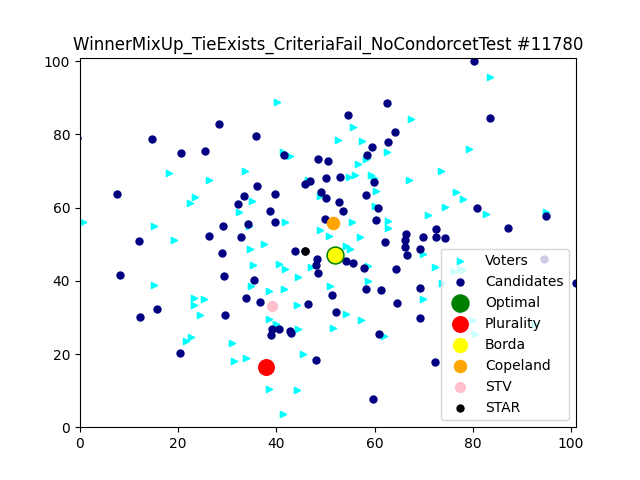 WinnerMixUp_TieExists_CriteriaFail_NoCondorcetTest #11780
100
80
60
40
20
0
0 20 40 60 80 100
Voters
Candidates
Optimal
Plurality
Borda
Copeland
STV
STAR